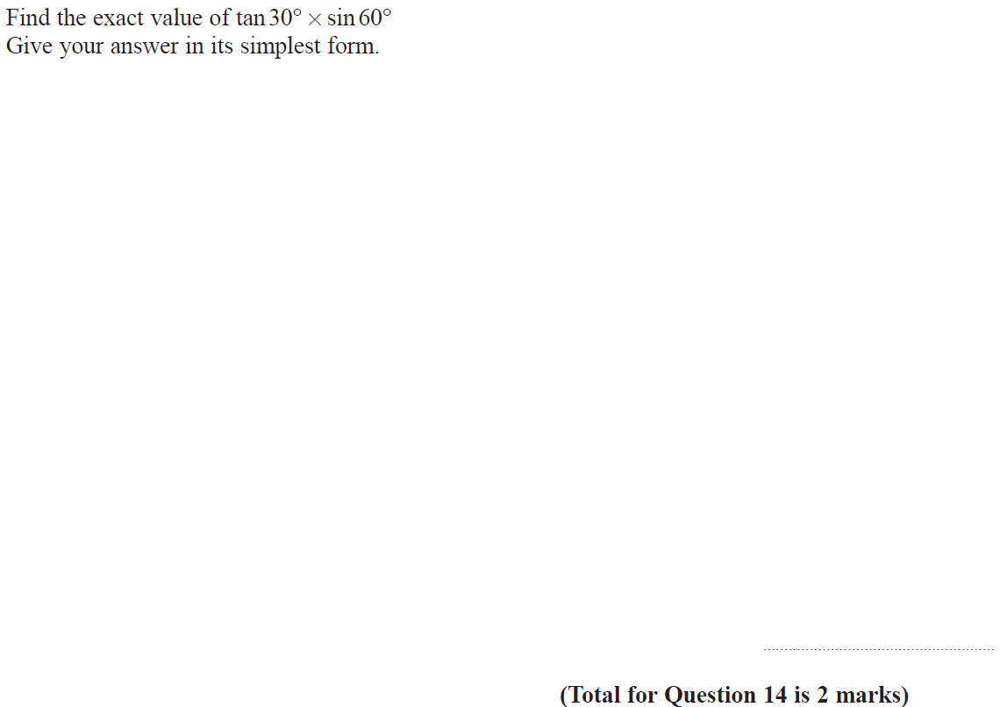 Find the exact value of tan 30° × sin 60°
Give your answer in its simplest form.
(Total for Question 14 is 2 marks)